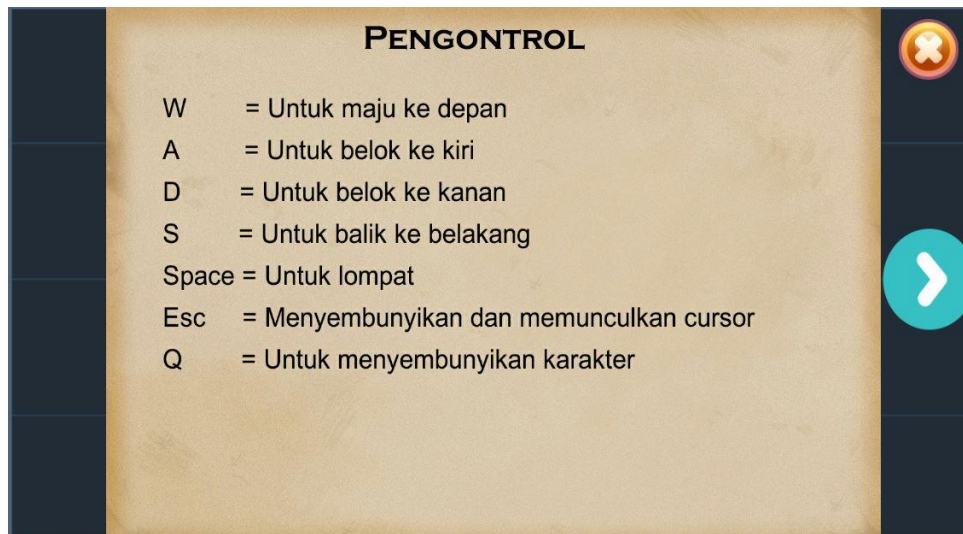 PENGONTROL
W = Untuk maju ke depan
A = Untuk belok ke kiri
D = Untuk belok ke kanan
S = Untuk balik ke belakang
Space = Untuk lompat
Esc = Menyembunyikan dan memunculkan cursor
Q = Untuk menyembunyikan karakter